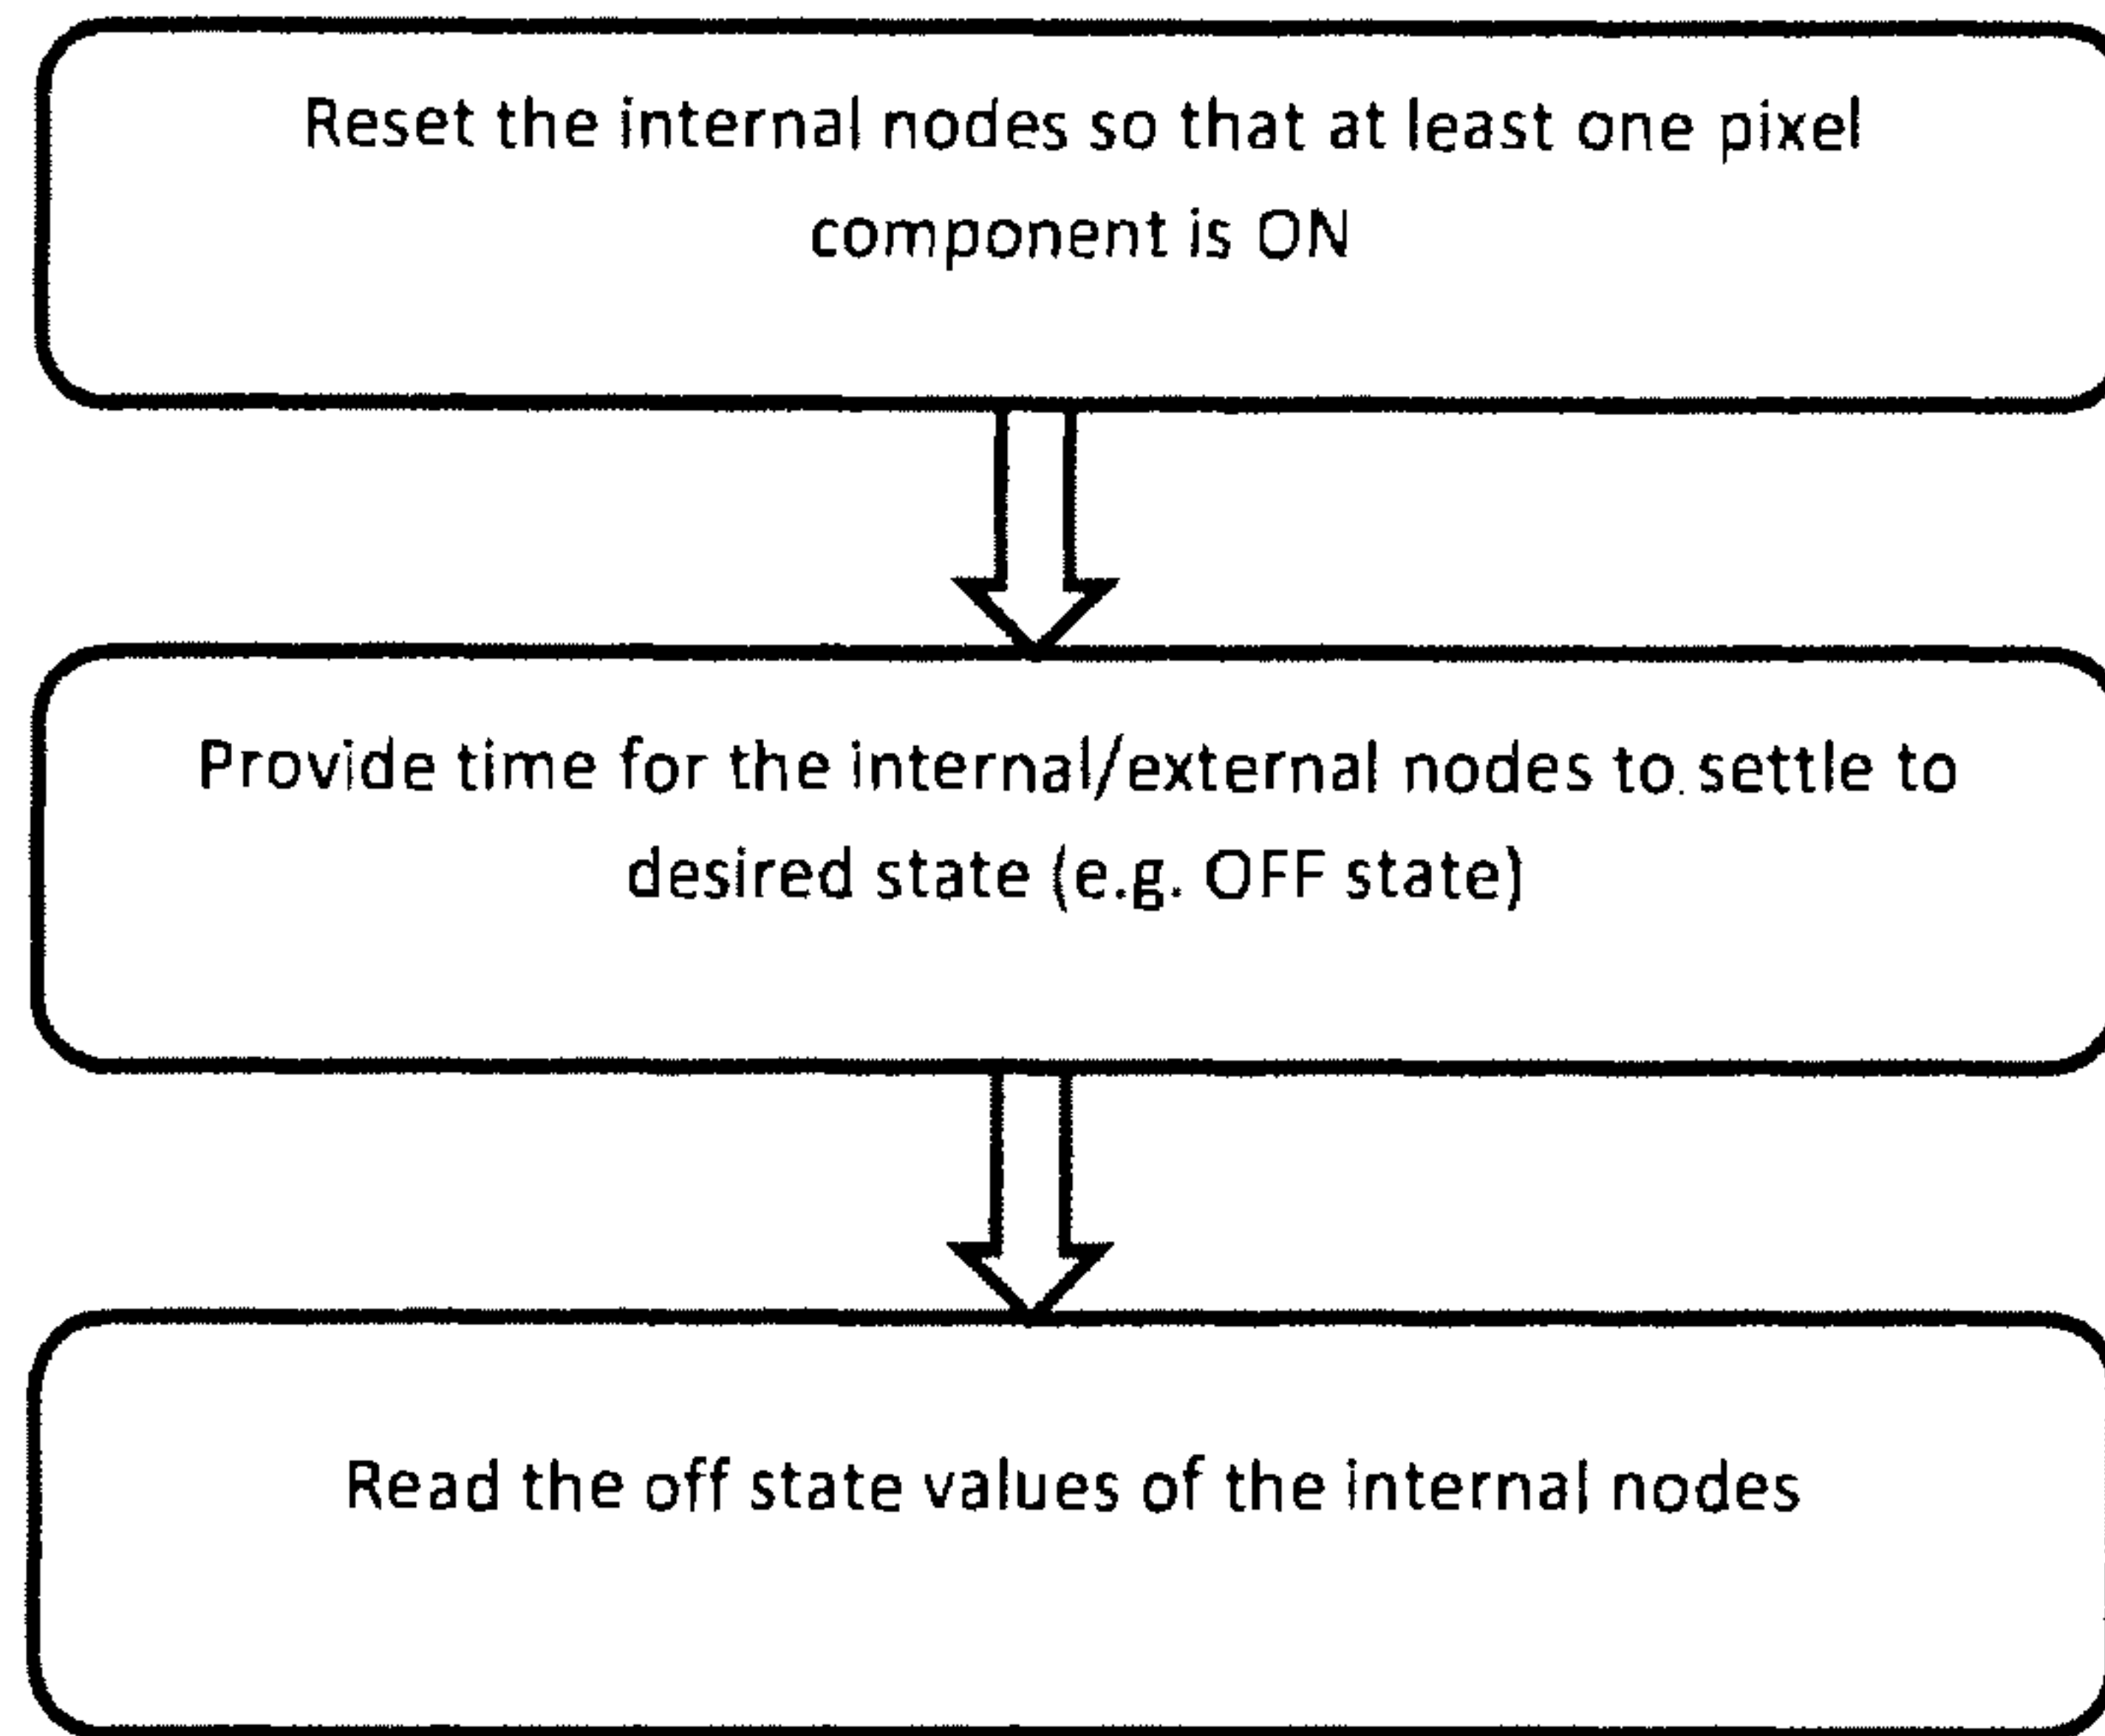 Reset the internal nodes so that at least one pixel
component is ON
Provide time for the internal/external nodes to settle to
desired state (e.g. OFF state)
Read the off state values of the internal nodes